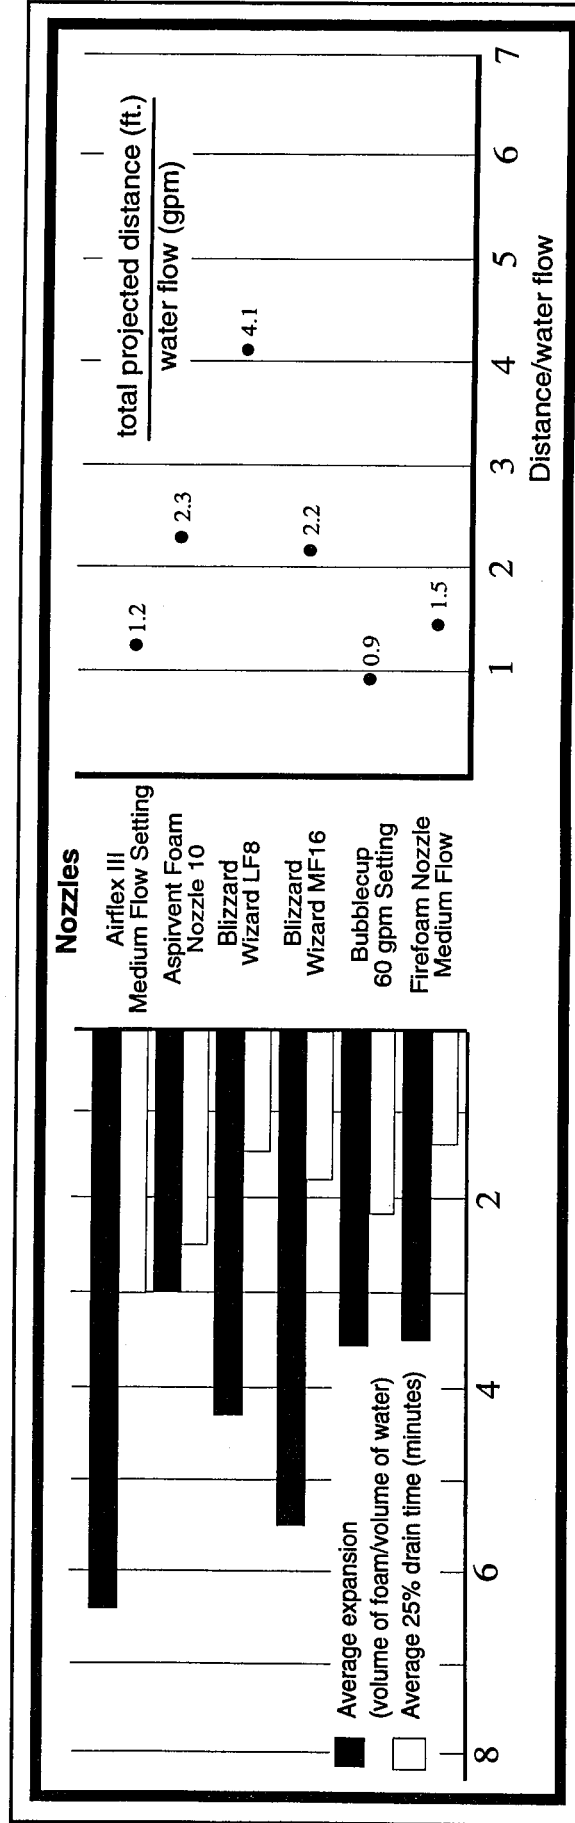 Nozzles
Airflex III
Medium Flow Setting
Aspirvent Foam
Nozzle 10
Blizzard
Wizard LF8
Blizzard
Wizard MF16
Bubblecup
60 gpm Setting
Firefoam Nozzle
Medium Flow
Average expansion
(volume of foam/volume of water)
Average 25% drain time (minutes)
8
6
4
2
total projected distance (ft.)
water flow (gpm)
1.2
2.3
4.1
2.2
0.9
1.5
1
2
3
4
5
6
7
Distance/water flow